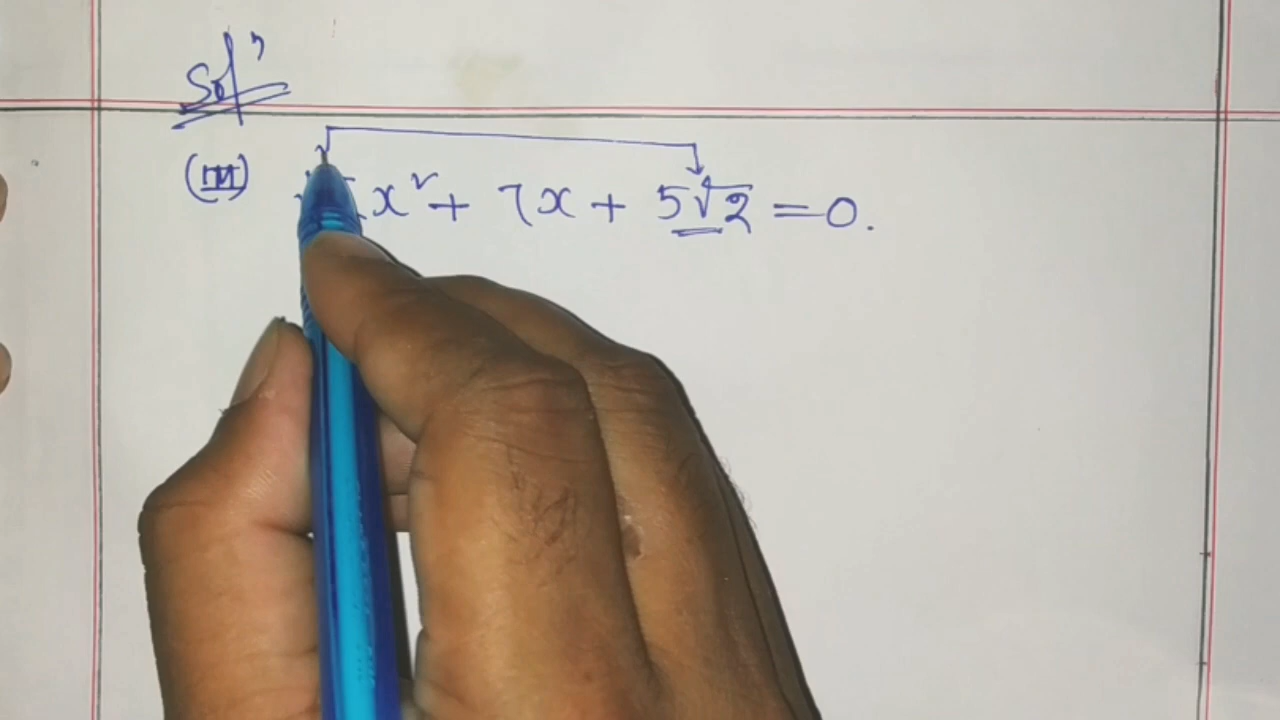 Sol'
(III) x² + 7x + 5√2 = 0.